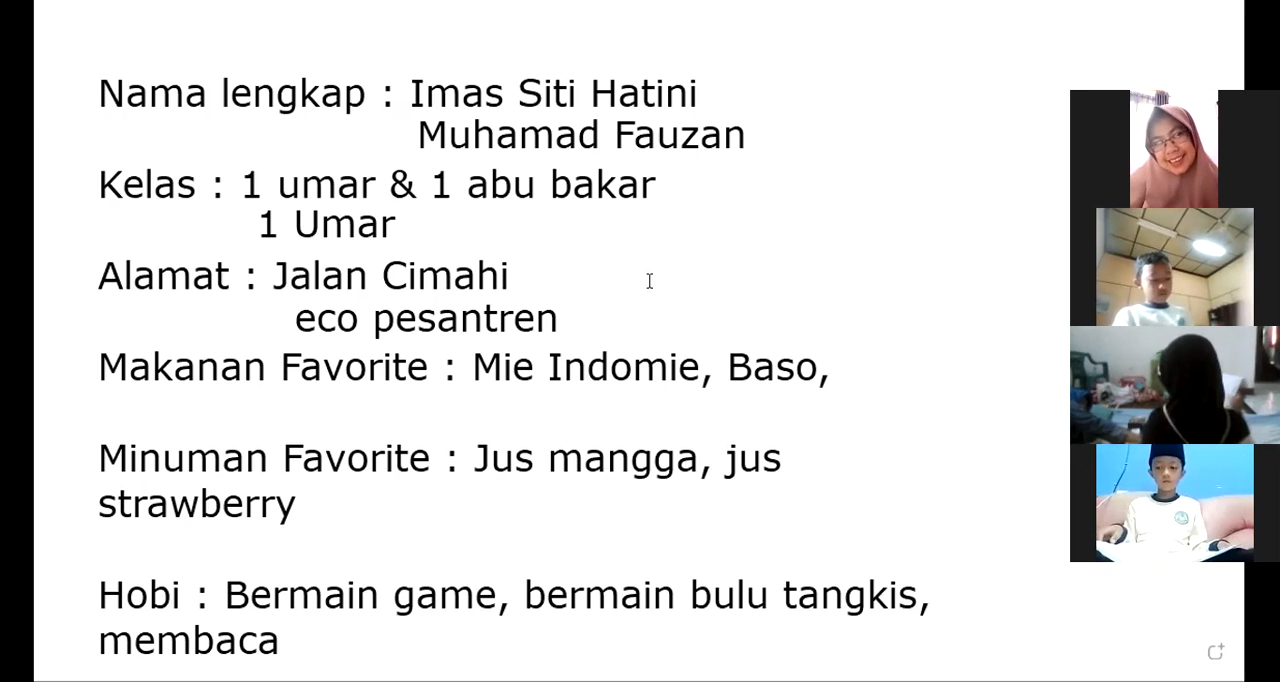 Nama lengkap : Imas Siti Hatini
Muhamad Fauzan
Kelas : 1 umar & 1 abu bakar
1 Umar
Alamat : Jalan Cimahi
eco pesantren
Makanan Favorite : Mie Indomie, Baso,
Minuman Favorite : Jus mangga, jus
strawberry
Hobi : Bermain game, bermain bulu tangkis,
membaca